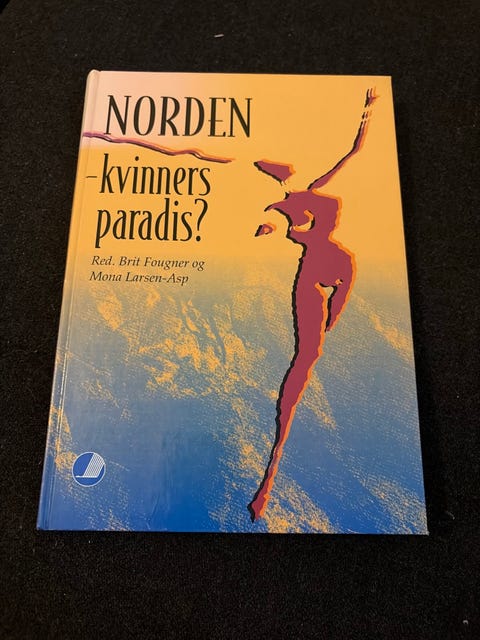 NORDEN
-kvinners
paradis?
Red. Brit Fougner og
Mona Larsen-Asp